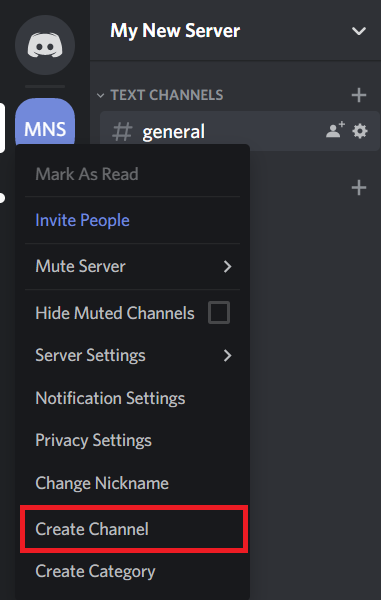 My New Server
TEXT CHANNELS
MNS
# general
Mark As Read
Invite People
Mute Server
Hide Muted Channels
Server Settings
Notification Settings
Privacy Settings
Change Nickname
Create Channel
Create Category